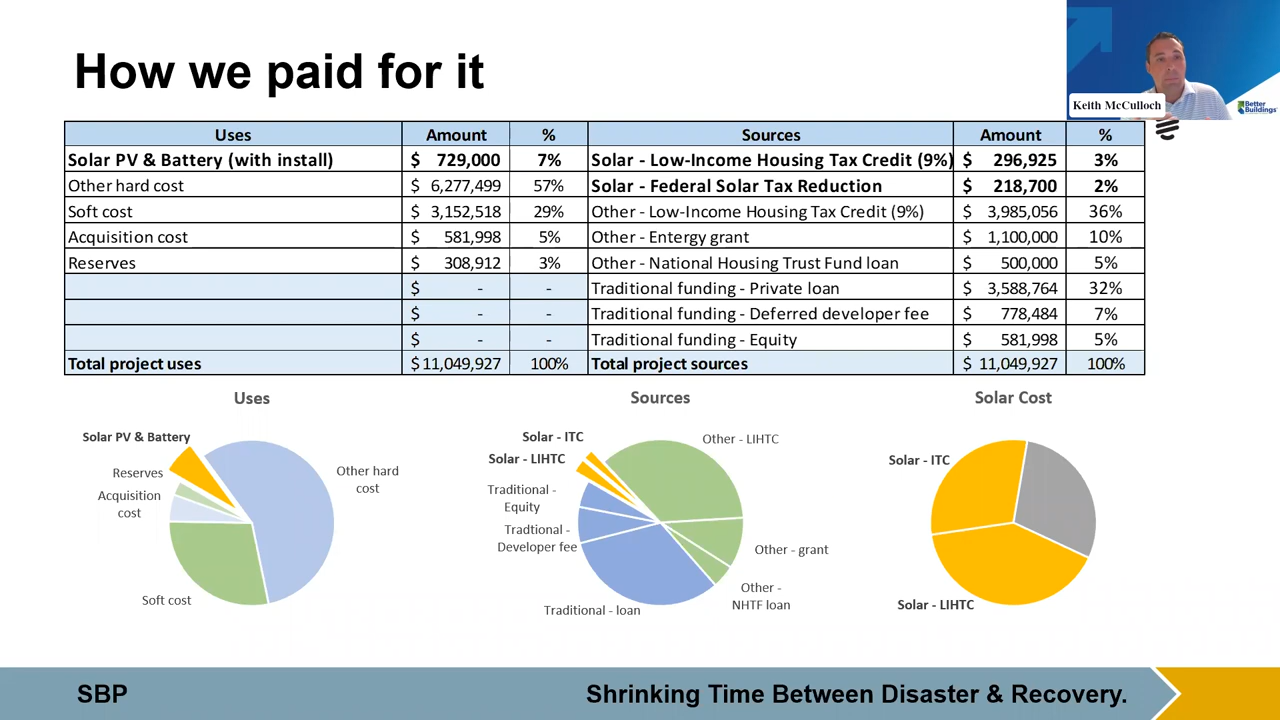 How we paid for it
Keith McCulloch
Better
Buildings
Uses Amount % Sources Amount %
Solar PV & Battery (with install) $ 729,000 7% Solar - Low-Income Housing Tax Credit (9%) $ 296,925 3%
Other hard cost $ 6,277,499 57% Solar - Federal Solar Tax Reduction $ 218,700 2%
Soft cost $ 3,152,518 29% Other - Low-Income Housing Tax Credit (9%) $ 3,985,056 36%
Acquisition cost $ 581,998 5% Other - Entergy grant $ 1,100,000 10%
Reserves $ 308,912 3% Other - National Housing Trust Fund loan $ 500,000 5%
$ - - Traditional funding - Private loan $ 3,588,764 32%
$ - - Traditional funding - Deferred developer fee $ 778,484 7%
$ - - Traditional funding - Equity $ 581,998 5%
Total project uses $ 11,049,927 100% Total project sources $ 11,049,927 100%
Uses
Solar PV & Battery
Reserves
Acquisition
cost
Soft cost
Other hard
cost
Sources
Solar - ITC
Solar - LIHTC
Traditional -
Equity
Tradtional -
Developer fee
Traditional - loan
Other - LIHTC
Other - grant
Other -
NHTF loan
Solar Cost
Solar - ITC
Solar - LIHTC
SBP
Shrinking Time Between Disaster & Recovery.